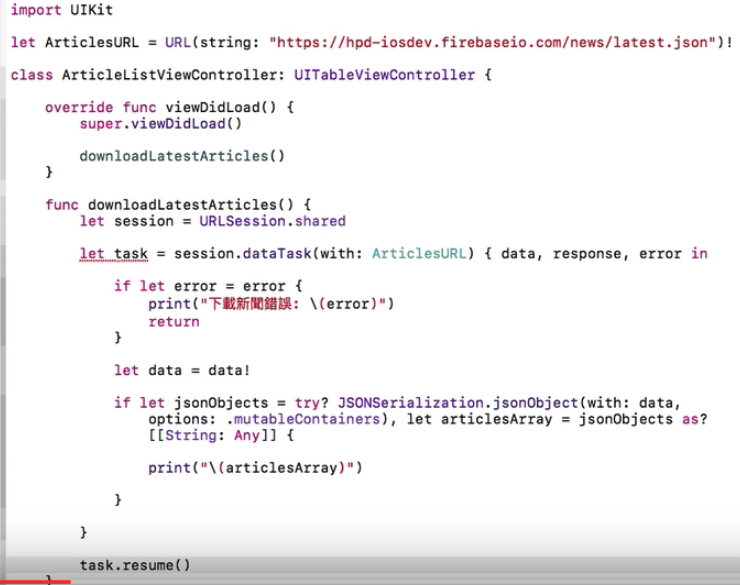 import UIKit
let ArticlesURL = URL(string: "https://hpd-iosdev.firebaseio.com/news/latest.json")!
class ArticleListViewController: UITableViewController {
override func viewDidLoad() {
super.viewDidLoad()
downloadLatestArticles()
}
func downloadLatestArticles() {
let session = URLSession.shared
let task = session.dataTask(with: ArticlesURL) { data, response, error in
if let error = error {
print("下載新聞錯誤: \(error)")
return
}
let data = data!
if let jsonObjects = try? JSONSerialization.jsonObject(with: data,
options: .mutableContainers), let articlesArray = jsonObjects as?
[[String: Any]] {
print("\(articlesArray)")
}
}
task.resume()
}